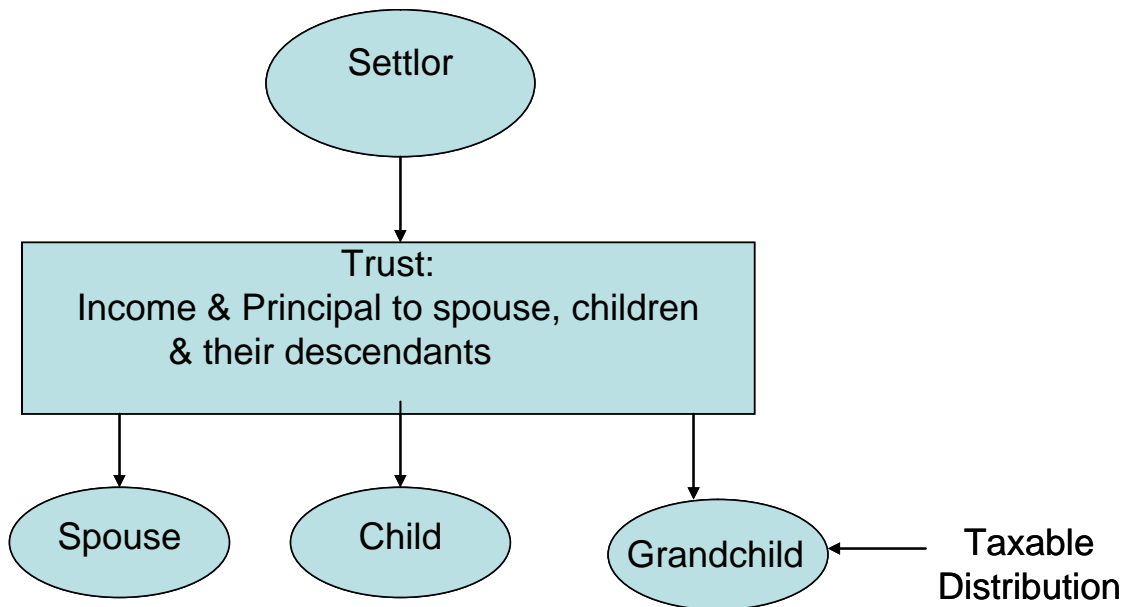 Settlor
Trust:
Income & Principal to spouse, children
& their descendants
Spouse
Child
Grandchild
Taxable
Distribution